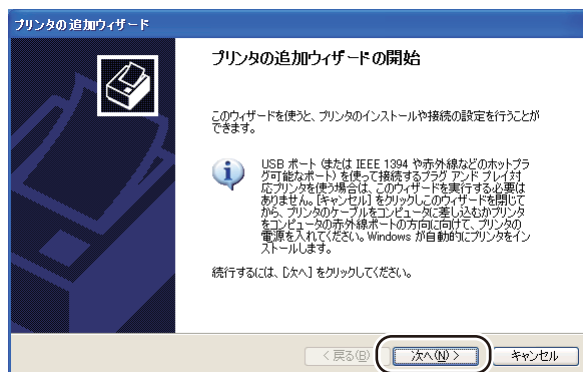 プリンタの追加ウィザード
プリンタの追加ウィザードの開始
このウィザードを使うと、プリンタのインストールや接続の設定を行うことが
できます。
USB ポート (または IEEE 1394 や赤外線などのホットプラ
グ可能なポート) を使って接続するプラグ アンド プレイ対
応プリンタを使う場合は、このウィザードを実行する必要は
ありません。[キャンセル] をクリックしこのウィザードを閉じて
から、プリンタのケーブルをコンピュータに差し込むかプリンタ
をコンピュータの赤外線ポートの方向に向けて、プリンタの
電源を入れてください。Windows が自動的にプリンタをイン
ストールします。
続行するには、[次へ] をクリックしてください。
< 戻る(B) 次へ(N) > キャンセル